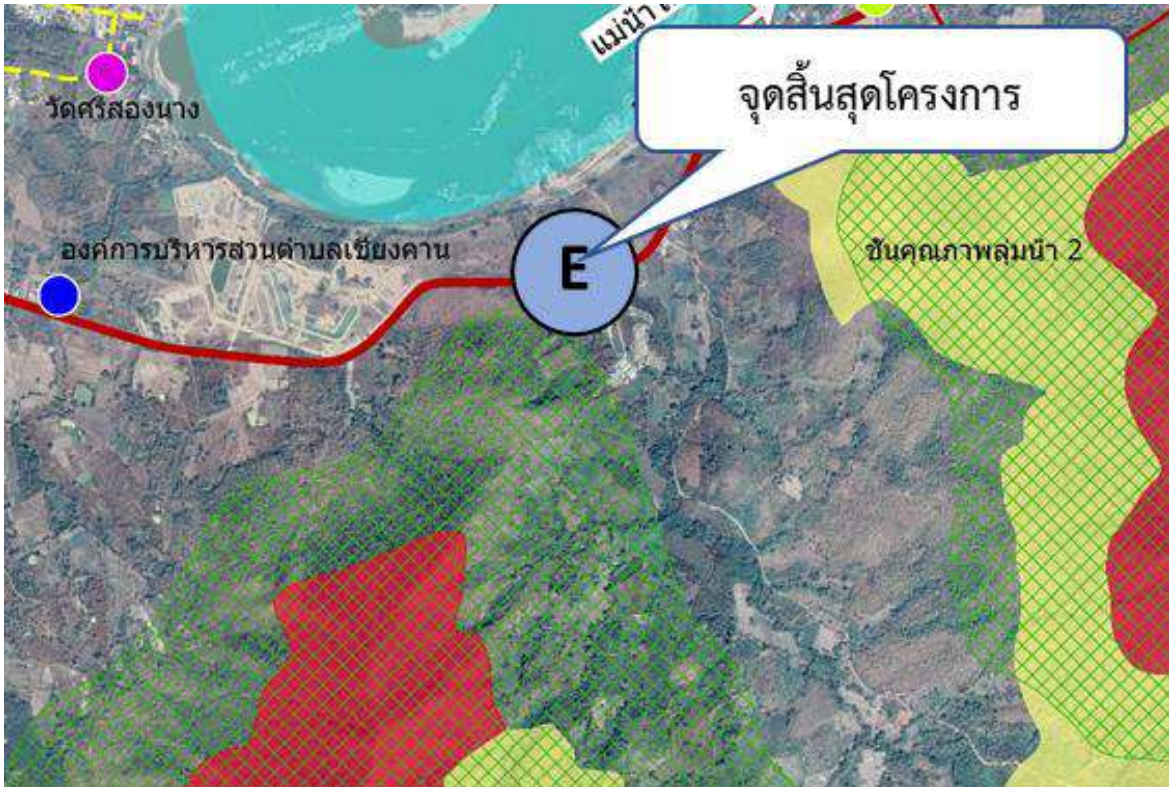 แม่น้ำ
จุดสิ้นสุดโครงการ
วัดศรีสองนาง
องค์การบริหารส่วนตำบลเชียงคาน
E
ชั้นคุณภาพลุ่มน้ำ 2